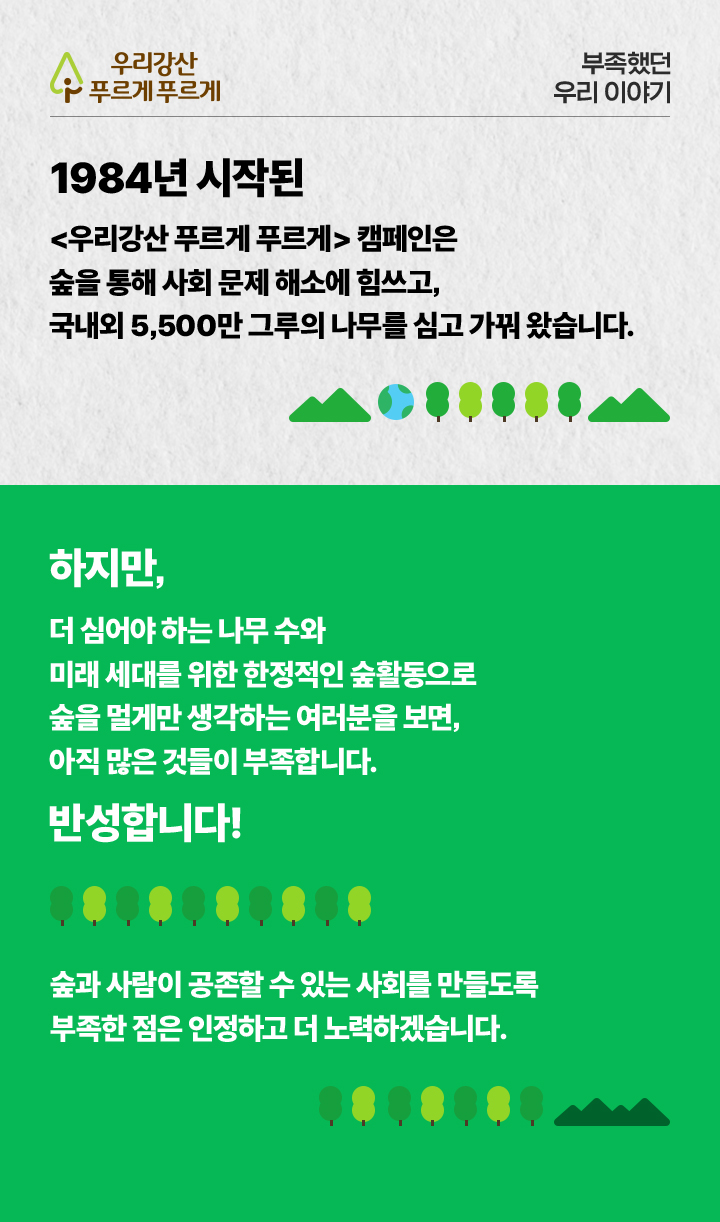 우리강산
푸르게 푸르게
부족했던
우리 이야기
1984년 시작된
<우리강산 푸르게 푸르게> 캠페인은
숲을 통해 사회 문제 해소에 힘쓰고,
국내외 5,500만 그루의 나무를 심고 가꿔 왔습니다.
하지만,
더 심어야 하는 나무 수와
미래 세대를 위한 한정적인 숲활동으로
숲을 멀게만 생각하는 여러분을 보면,
아직 많은 것들이 부족합니다.
반성합니다!
숲과 사람이 공존할 수 있는 사회를 만들도록
부족한 점은 인정하고 더 노력하겠습니다.